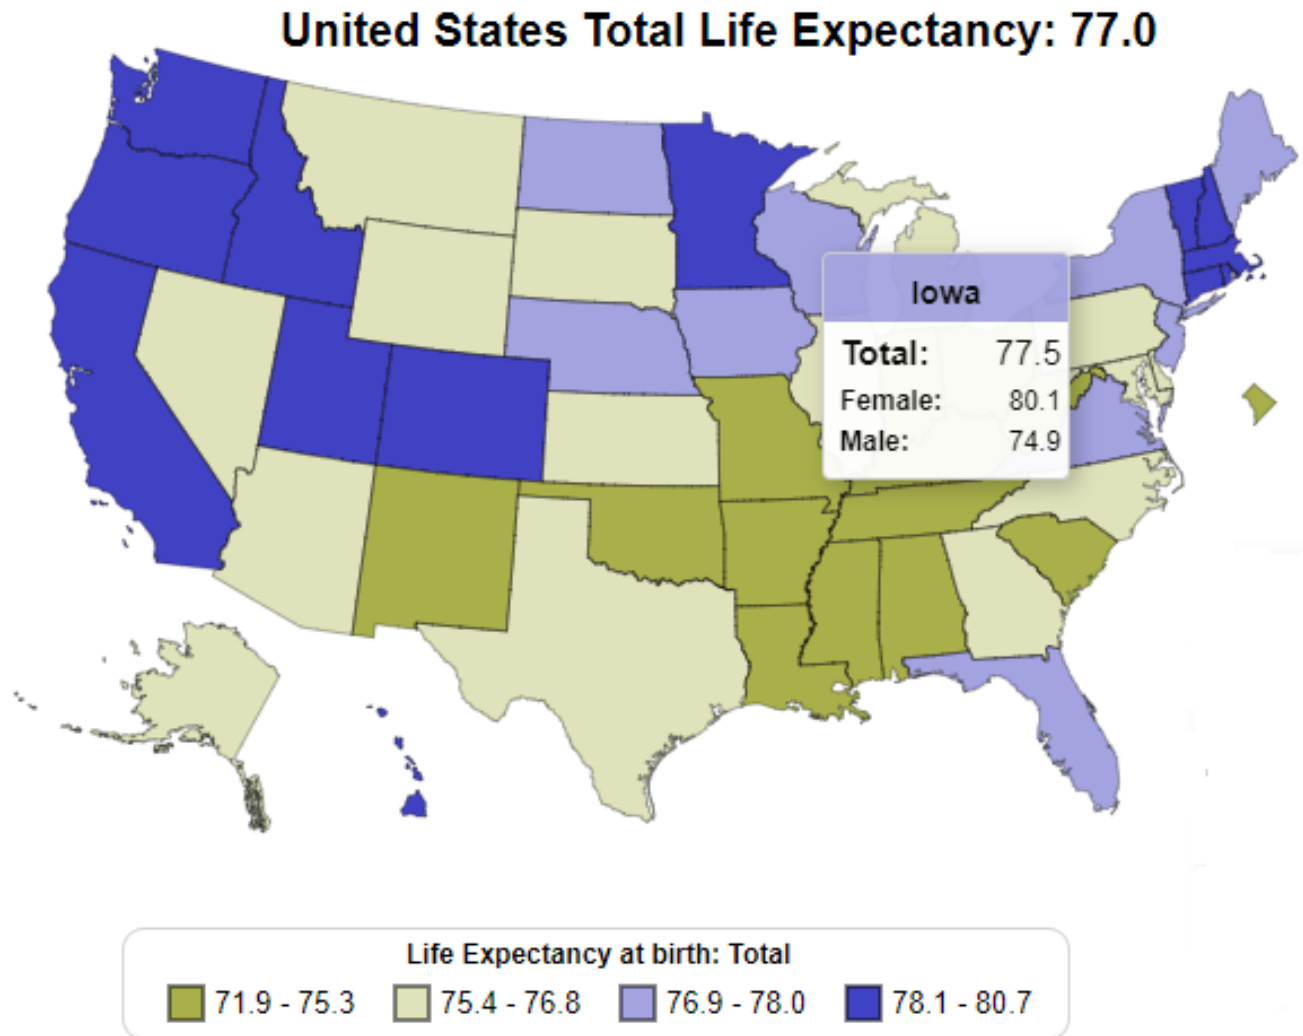 United States Total Life Expectancy: 77.0
Iowa
Total: 77.5
Female: 80.1
Male: 74.9
Life Expectancy at birth: Total
71.9 - 75.3 75.4 - 76.8 76.9 - 78.0 78.1 - 80.7